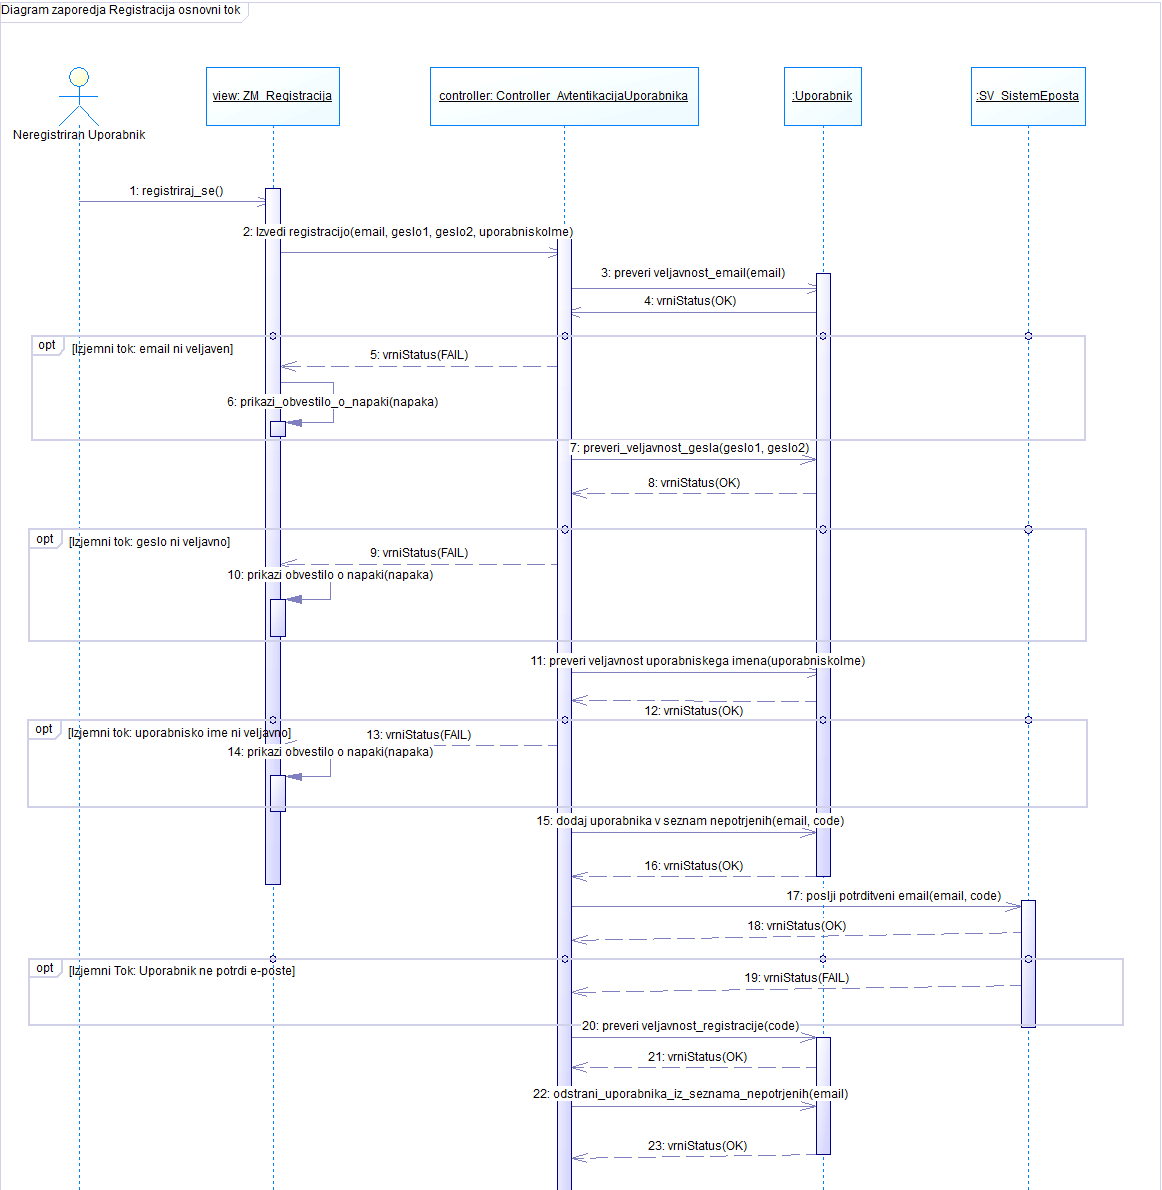 Diagram zaporedja Registracija osnovni tok
Neregistriran Uporabnik
view: ZM_Registracija
controller: Controller_AvtentikacijaUporabnika
:Uporabnik
:SV_SistemEposta
1: registriraj_se()
2: Izvedi registracijo(email, geslo1, geslo2, uporabniskoIme)
3: preveri veljavnost_email(email)
4: vrniStatus(OK)
opt
[Izjemni tok: email ni veljaven]
5: vrniStatus(FAIL)
6: prikazi_obvestilo_o_napaki(napaka)
7: preveri_veljavnost_gesla(geslo1, geslo2)
8: vrniStatus(OK)
opt
[Izjemni tok: geslo ni veljavno]
9: vrniStatus(FAIL)
10: prikazi obvestilo o napaki(napaka)
11: preveri veljavnost uporabniskega imena(uporabniskoIme)
12: vrniStatus(OK)
opt
[Izjemni tok: uporabnisko ime ni veljavno]
13: vrniStatus(FAIL)
14: prikazi obvestilo o napaki(napaka)
15: dodaj uporabnika v seznam nepotrjenih(email, code)
16: vrniStatus(OK)
17: poslji potrditveni email(email, code)
18: vrniStatus(OK)
opt
[Izjemni Tok: Uporabnik ne potrdi e-poste]
19: vrniStatus(FAIL)
20: preveri veljavnost_registracije(code)
21: vrniStatus(OK)
22: odstrani_uporabnika_iz_seznama_nepotrjenih(email)
23: vrniStatus(OK)